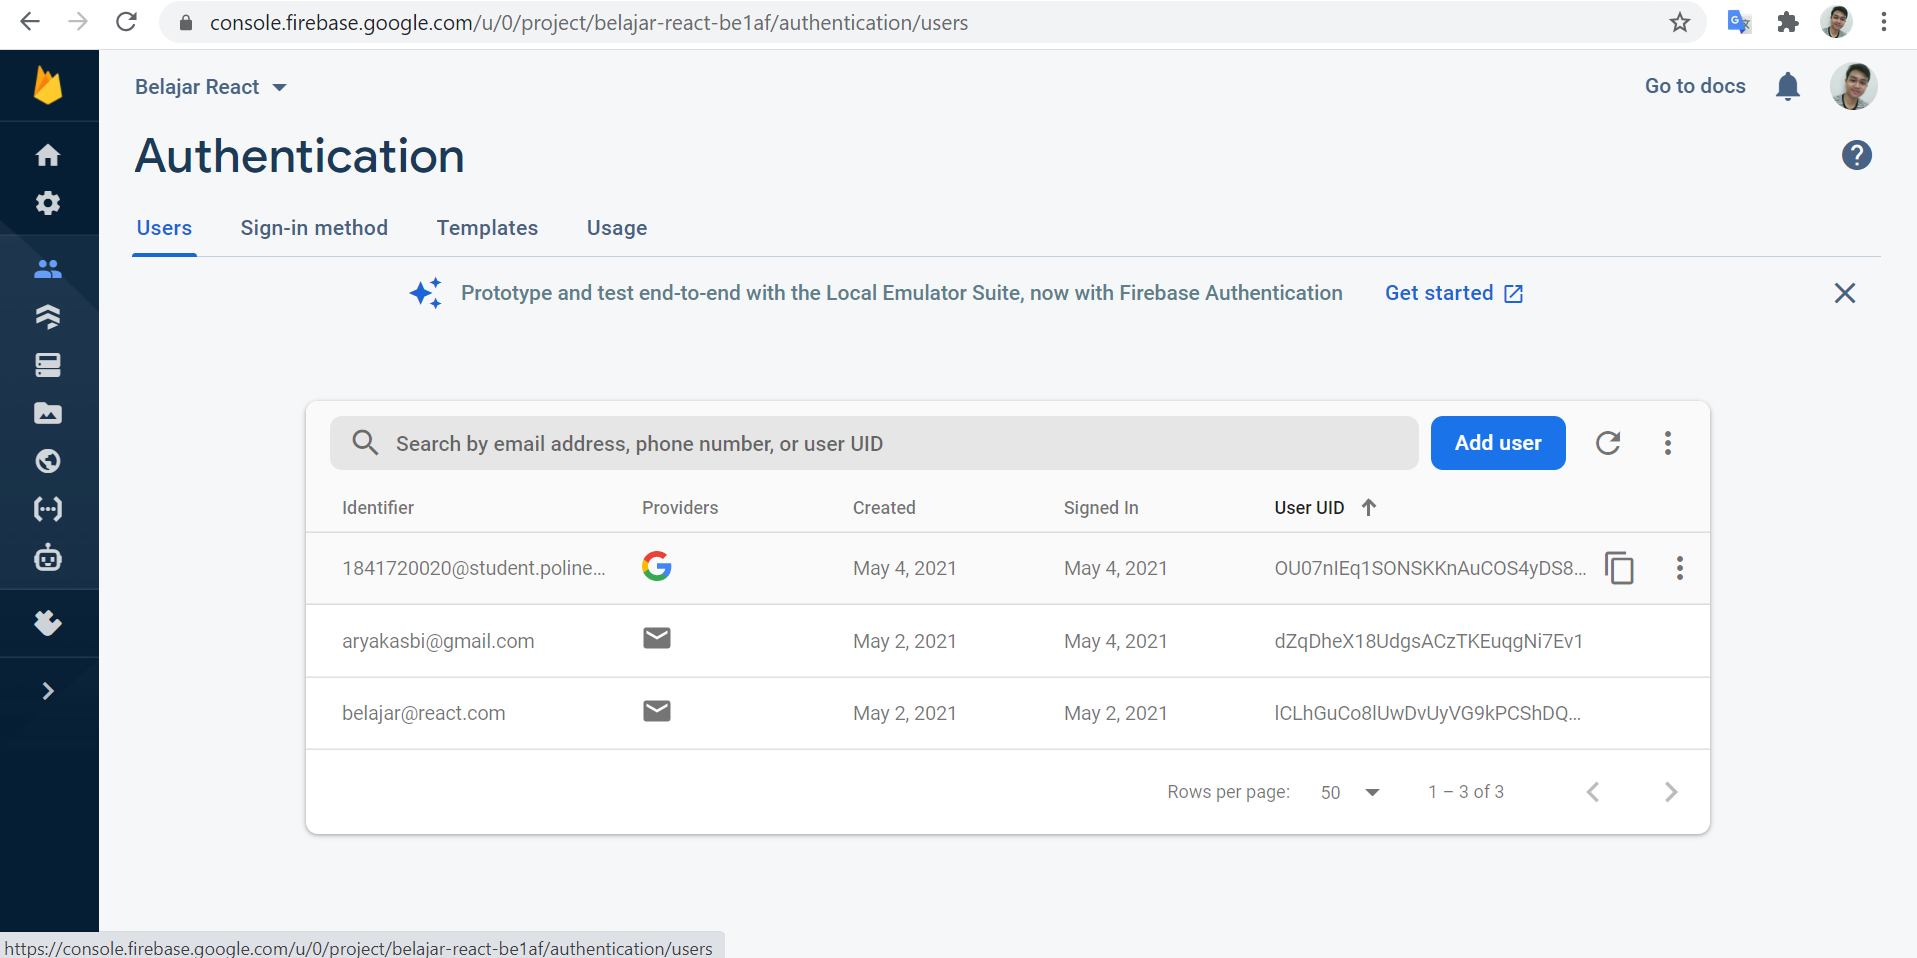 console.firebase.google.com/u/0/project/belajar-react-be1af/authentication/users
Belajar React
Go to docs
Authentication
Users Sign-in method Templates Usage
Prototype and test end-to-end with the Local Emulator Suite, now with Firebase Authentication Get started
Search by email address, phone number, or user UID Add user
Identifier Providers Created Signed In User UID
1841720020@student.poline... May 4, 2021 May 4, 2021 OU07nIEq1SONSKKnAuCOS4yDS8...
aryakasbi@gmail.com May 2, 2021 May 4, 2021 dZqDheX18UdgsACzTKEuqgNi7Ev1
belajar@react.com May 2, 2021 May 2, 2021 lCLhGuCo8lUwDvUyVG9kPCShDQ...
Rows per page: 50 1 – 3 of 3
https://console.firebase.google.com/u/0/project/belajar-react-be1af/authentication/users